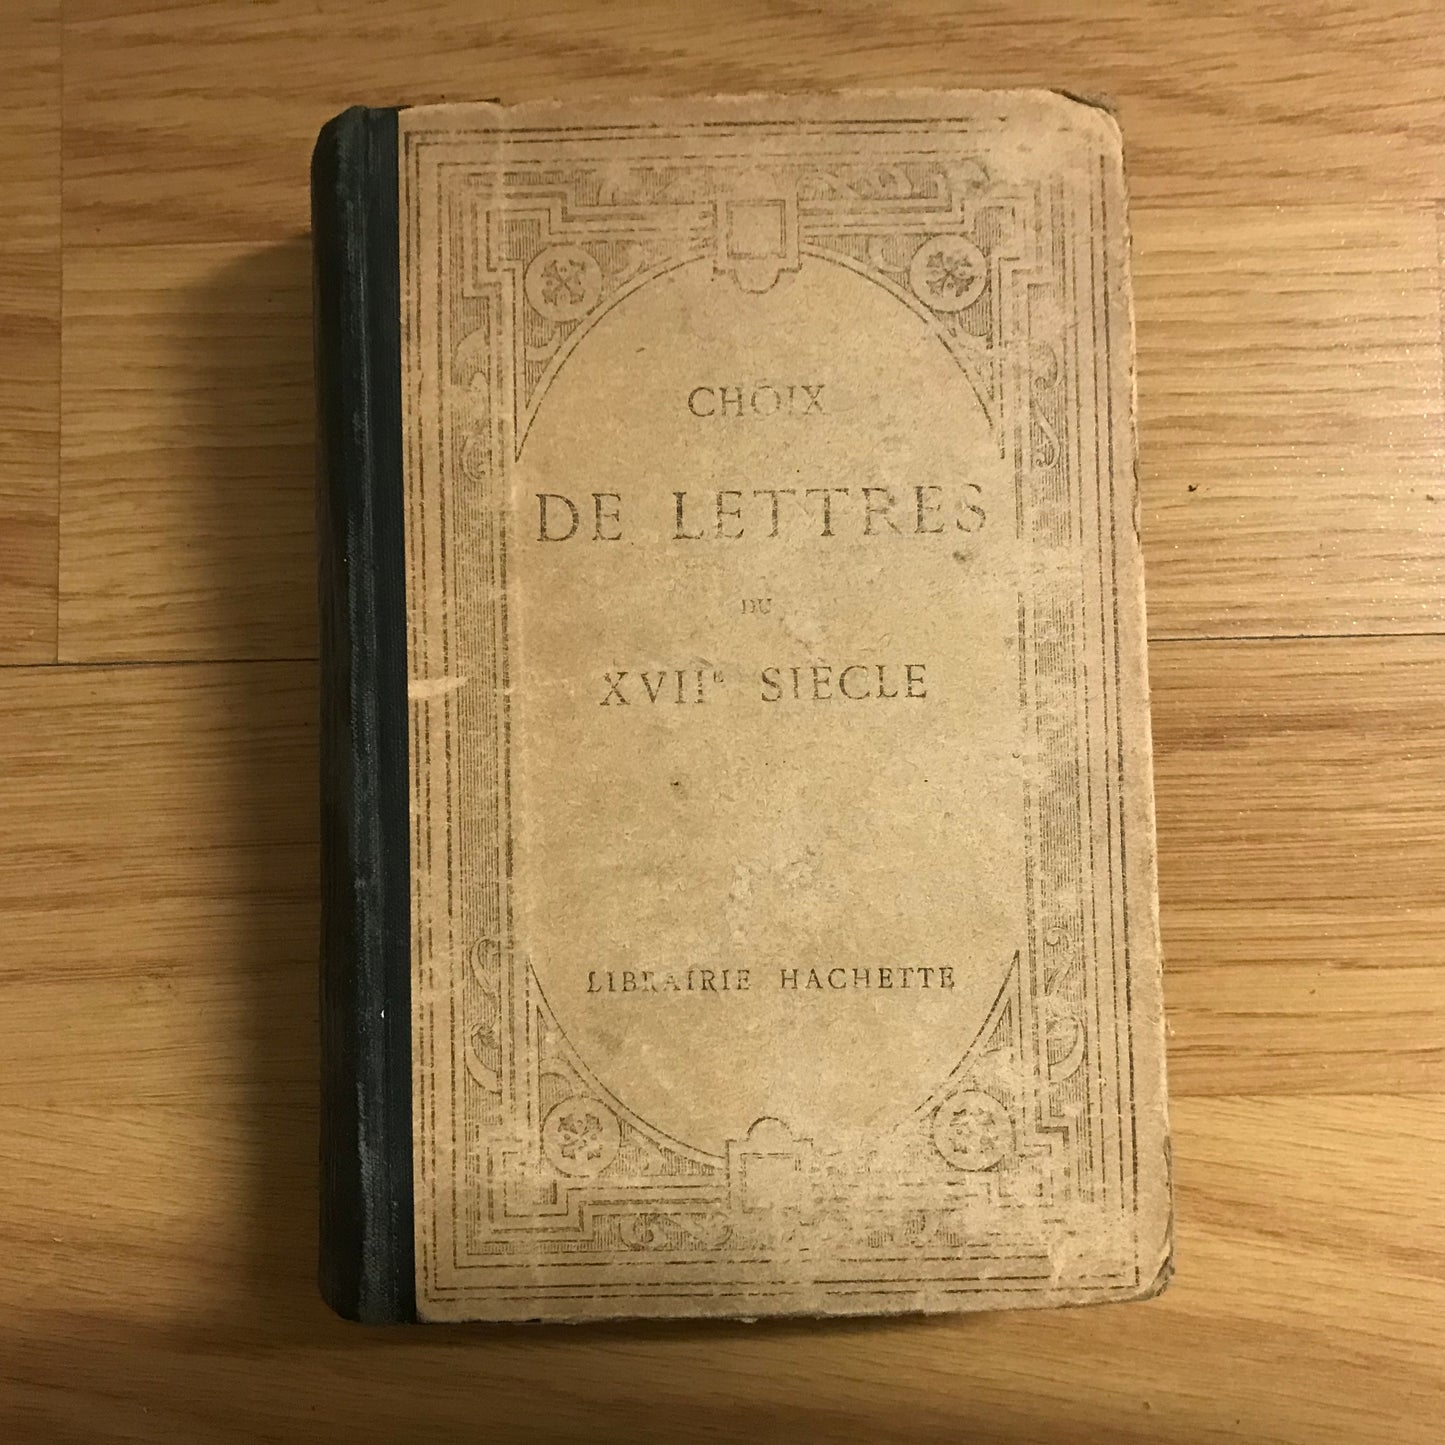 CHOIX
DE LETTRES
DU
XVIIᵉ SIÈCLE
LIBRAIRIE HACHETTE